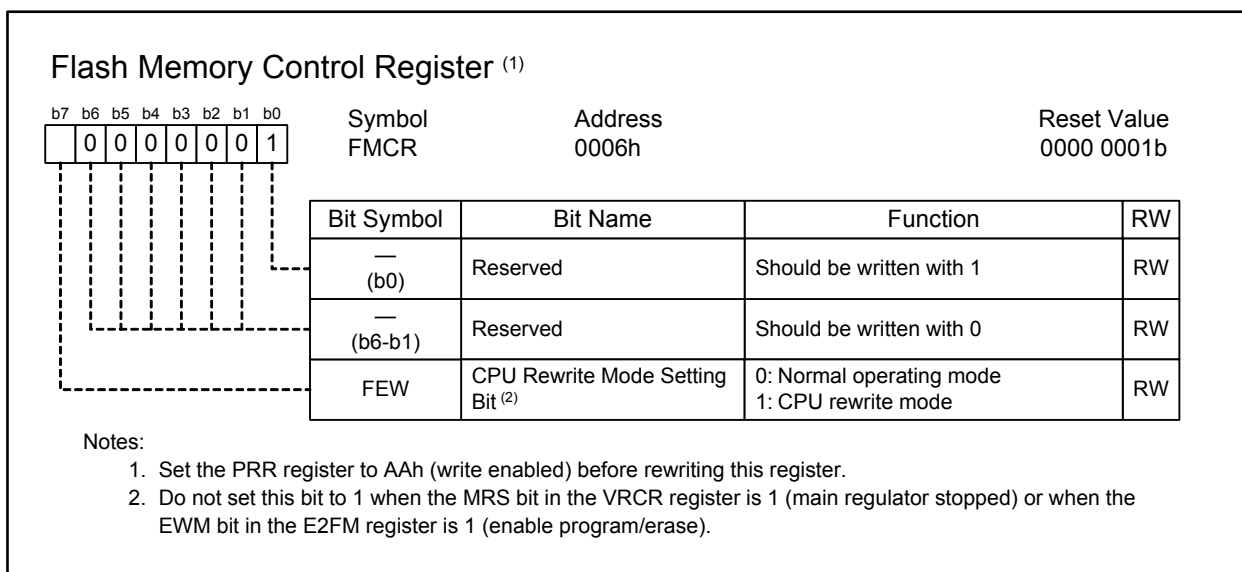 Flash Memory Control Register (1)
b7 b6 b5 b4 b3 b2 b1 b0
0 0 0 0 0 0 1
Symbol Address Reset Value
FMCR 0006h 0000 0001b
Bit Symbol Bit Name Function RW
—
(b0) Reserved Should be written with 1 RW
—
(b6-b1) Reserved Should be written with 0 RW
FEW CPU Rewrite Mode Setting
Bit (2) 0: Normal operating mode
1: CPU rewrite mode RW
Notes:
1. Set the PRR register to AAh (write enabled) before rewriting this register.
2. Do not set this bit to 1 when the MRS bit in the VRCR register is 1 (main regulator stopped) or when the
EWM bit in the E2FM register is 1 (enable program/erase).